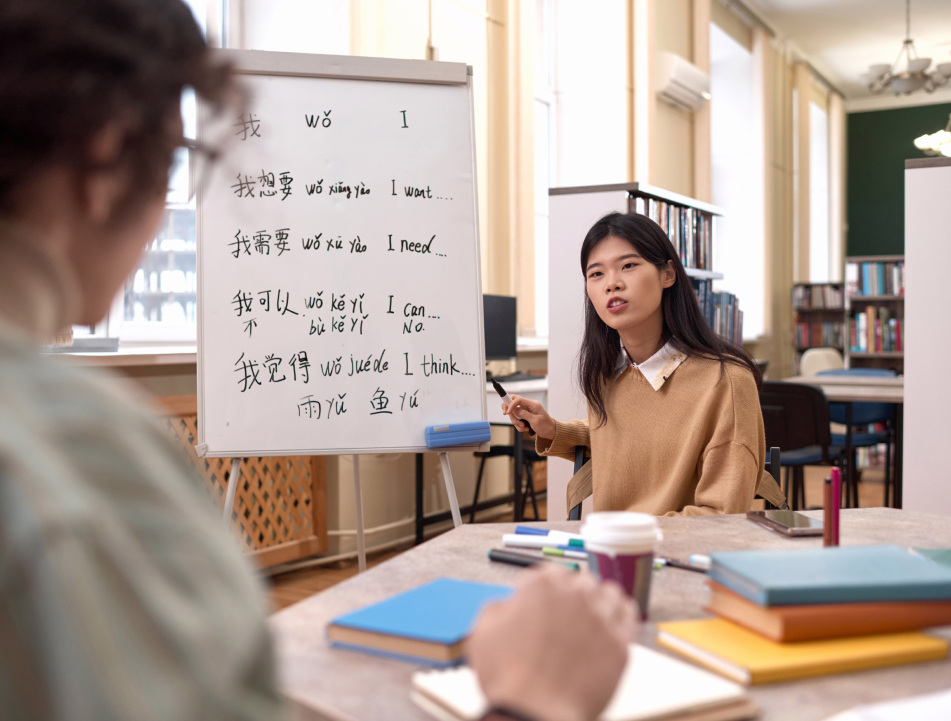 我 wǒ I
我想要 wǒ xiǎng yào I want....
我需要 wǒ xū yào I need....
我可以 wǒ kě yǐ I can....
不 bù kě yǐ No.
我觉得 wǒ juéde I think....
雨 yǔ 鱼 yú